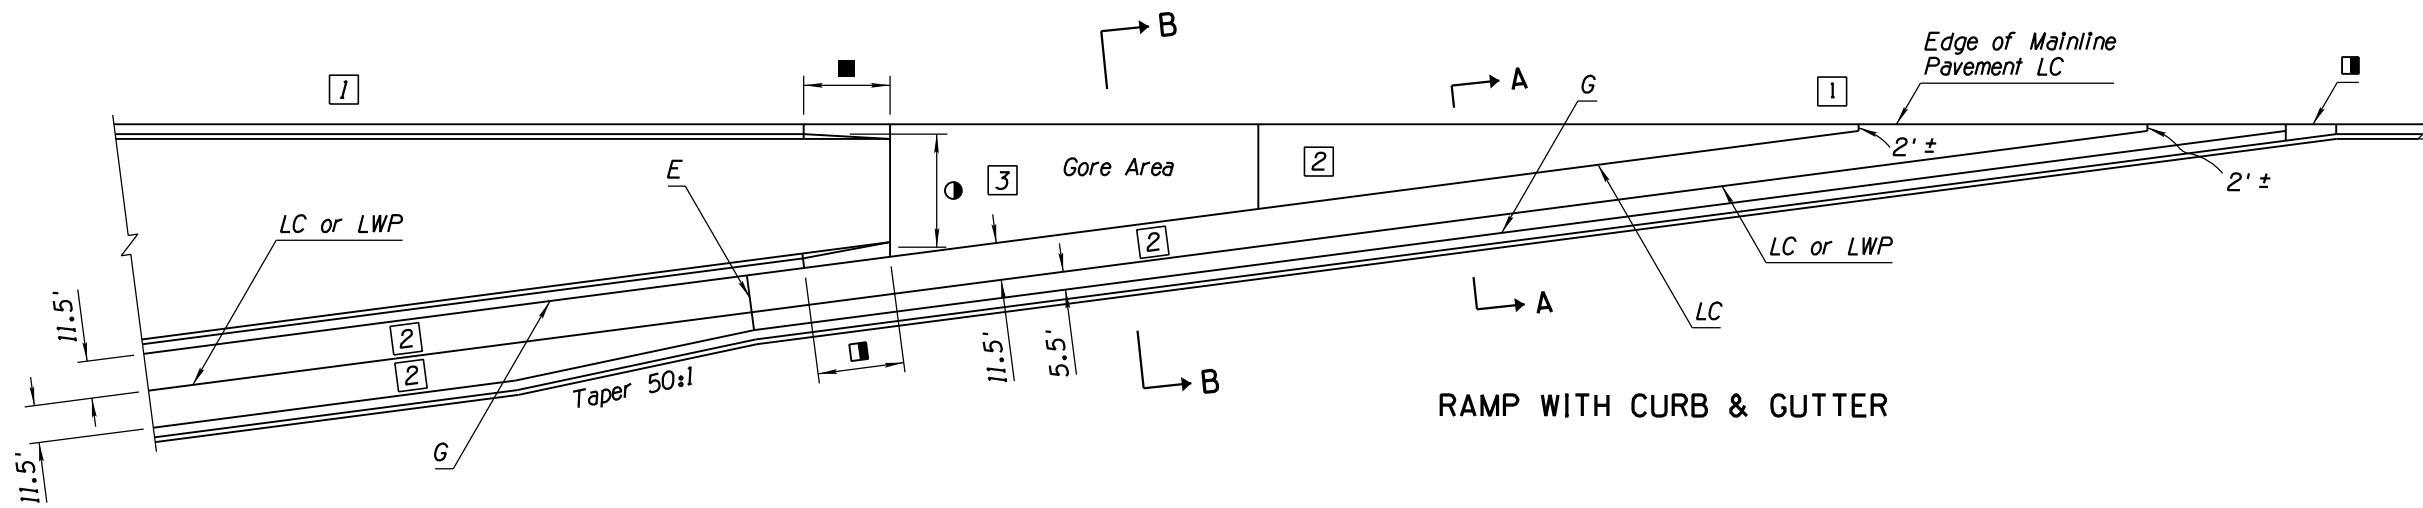 B
Edge of Mainline
Pavement LC
A
G
1
1
2' ±
Gore Area
2
E
3
2' ±
LC or LWP
2
LC or LWP
A
11.5'
LC
2
2
11.5'
5.5'
B
Taper 50:1
RAMP WITH CURB & GUTTER
G
11.5'